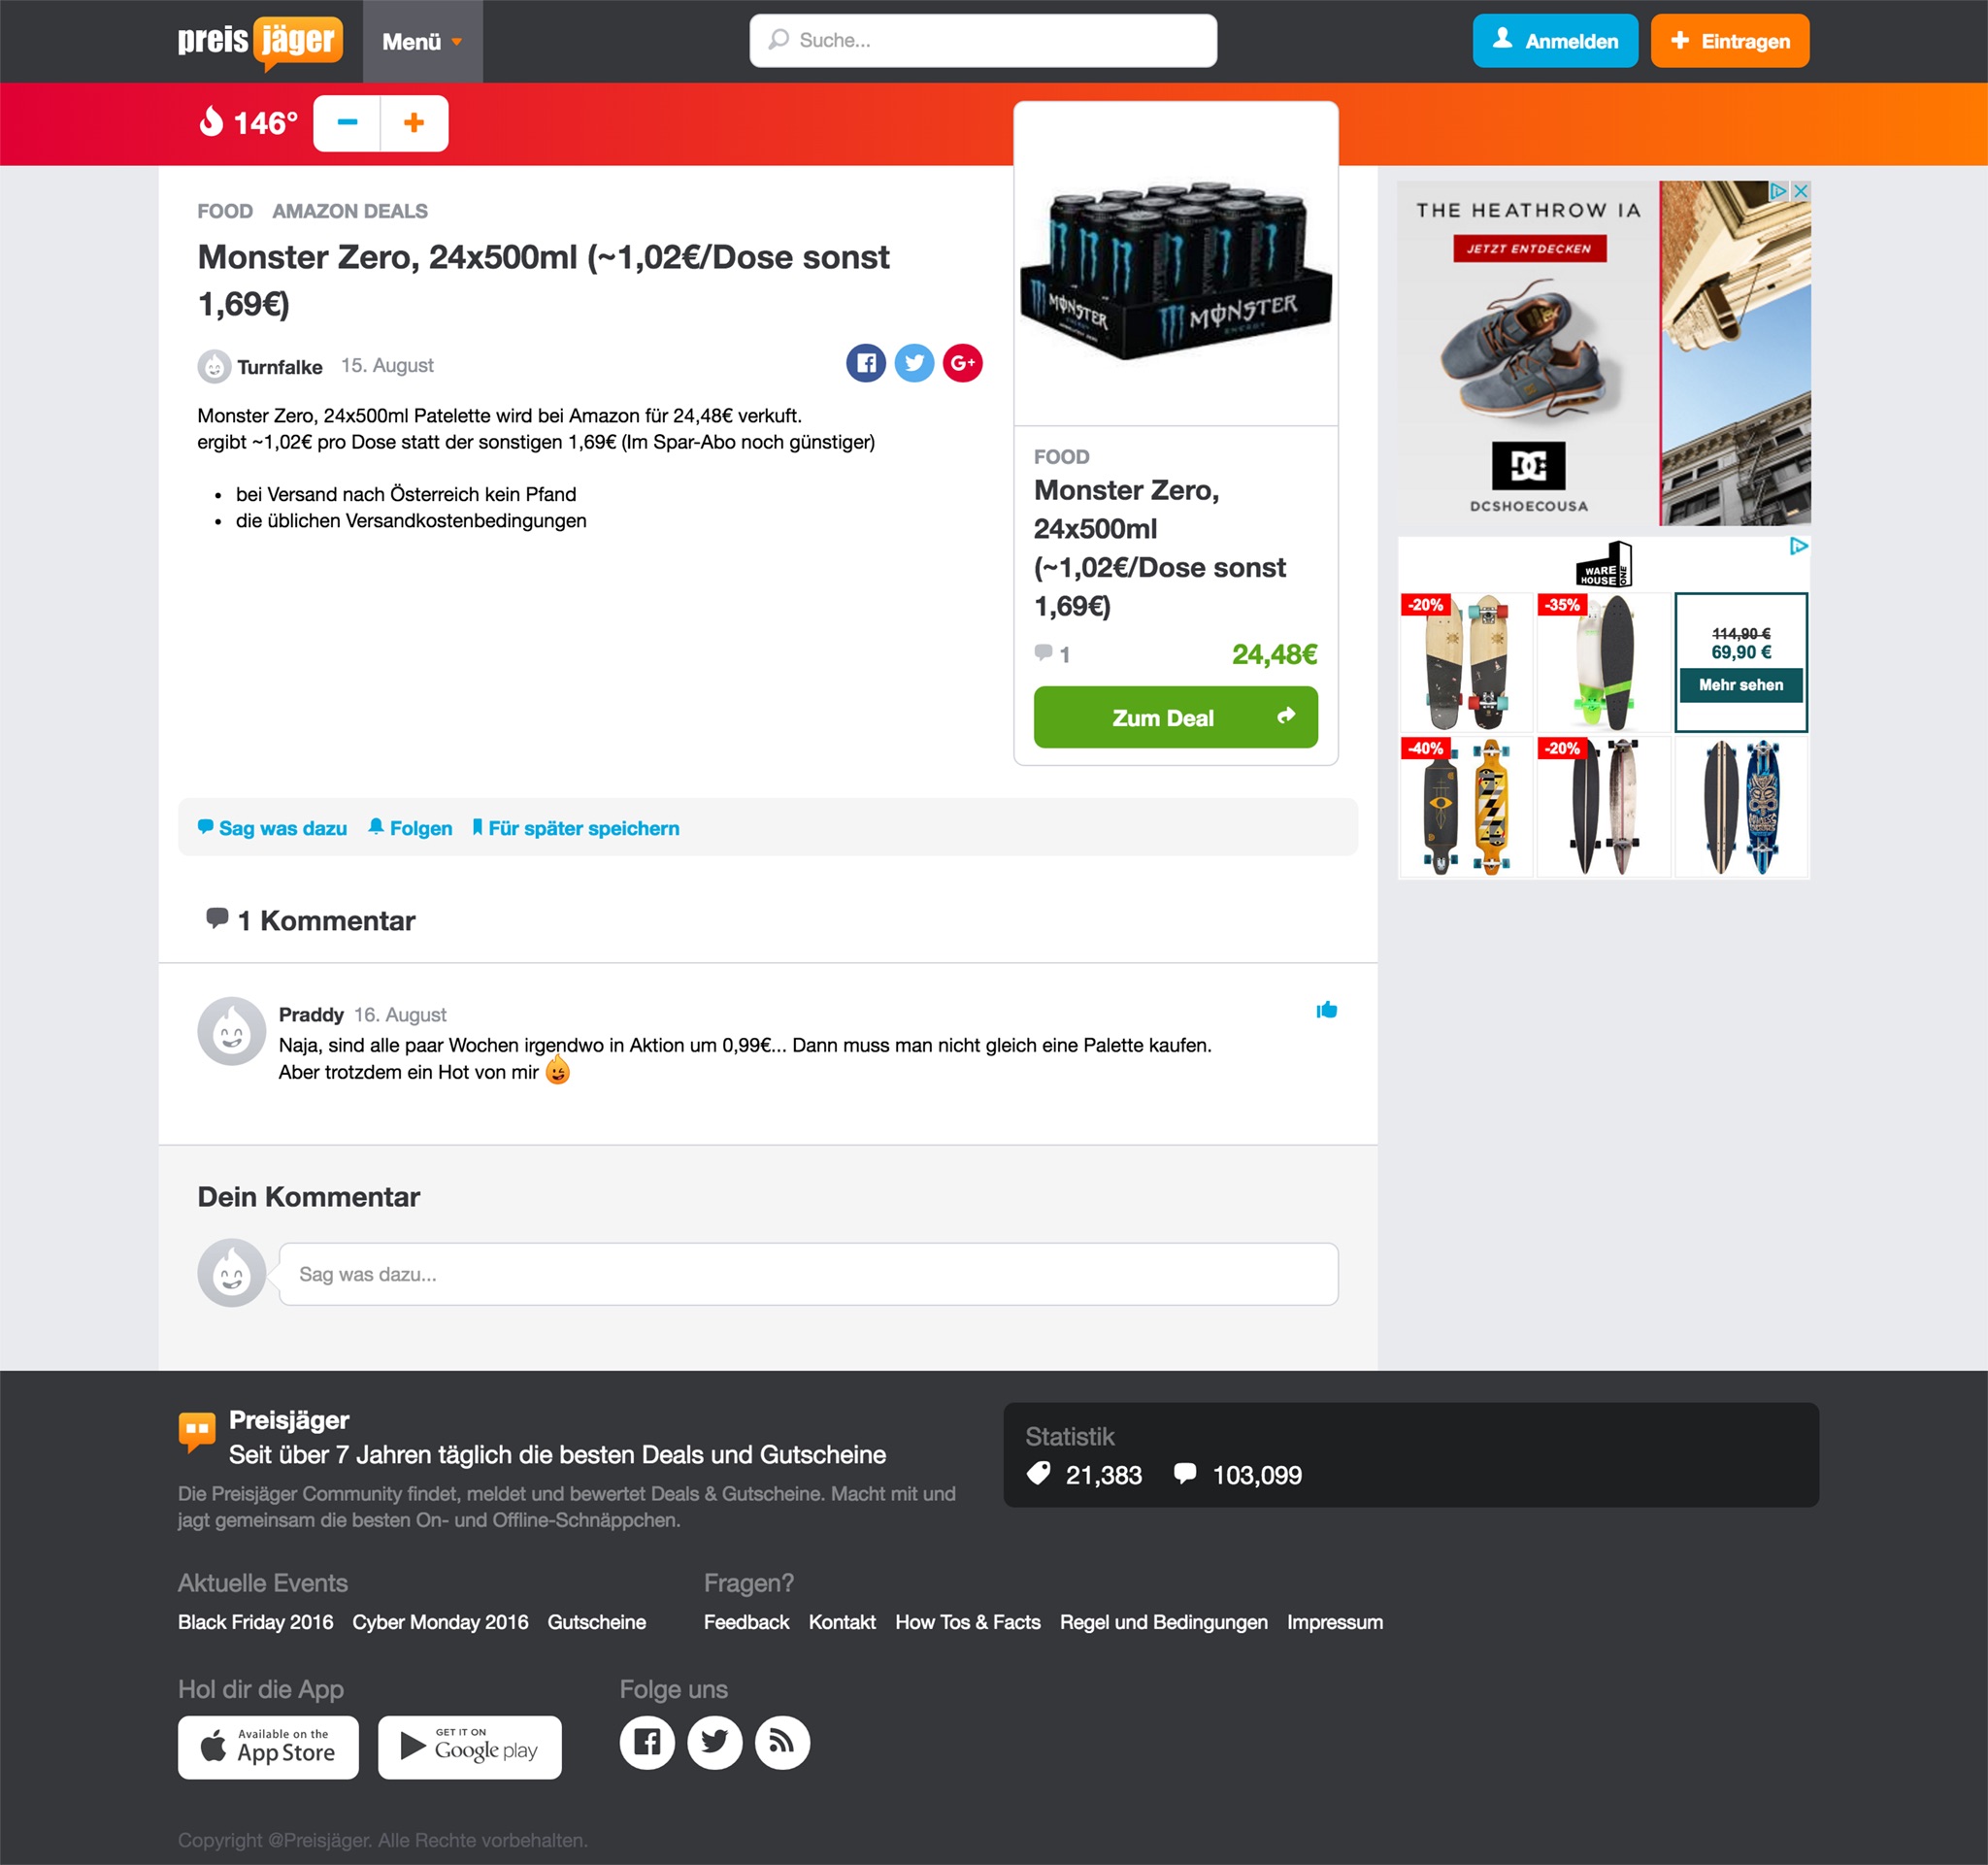 preis jäger
Menü
Suche...
Anmelden
Eintragen
146°
FOOD AMAZON DEALS
Monster Zero, 24x500ml (~1,02€/Dose sonst
1,69€)
Turnfalke 15. August
Monster Zero, 24x500ml Patelette wird bei Amazon für 24,48€ verkuft.
ergibt ~1,02€ pro Dose statt der sonstigen 1,69€ (Im Spar-Abo noch günstiger)
• bei Versand nach Österreich kein Pfand
• die üblichen Versandkostenbedingungen
MONSTER
MONSTER
ENERGY
FOOD
Monster Zero,
24x500ml
(~1,02€/Dose sonst
1,69€)
1
24,48€
Zum Deal
THE HEATHROW IA
JETZT ENTDECKEN
DCSHOECOUSA
WARE
HOUSE
ONE
-20%
-35%
114,90 €
69,90 €
Mehr sehen
-40%
-20%
Sag was dazu
Folgen
Für später speichern
1 Kommentar
Praddy 16. August
Naja, sind alle paar Wochen irgendwo in Aktion um 0,99€... Dann muss man nicht gleich eine Palette kaufen.
Aber trotzdem ein Hot von mir
Dein Kommentar
Sag was dazu...
Preisjäger
Seit über 7 Jahren täglich die besten Deals und Gutscheine
Die Preisjäger Community findet, meldet und bewertet Deals & Gutscheine. Macht mit und
jagt gemeinsam die besten On- und Offline-Schnäppchen.
Statistik
21,383 103,099
Aktuelle Events
Black Friday 2016 Cyber Monday 2016 Gutscheine
Fragen?
Feedback Kontakt How Tos & Facts Regel und Bedingungen Impressum
Hol dir die App
Available on the
App Store
GET IT ON
Google play
Folge uns
Copyright @Preisjäger. Alle Rechte vorbehalten.